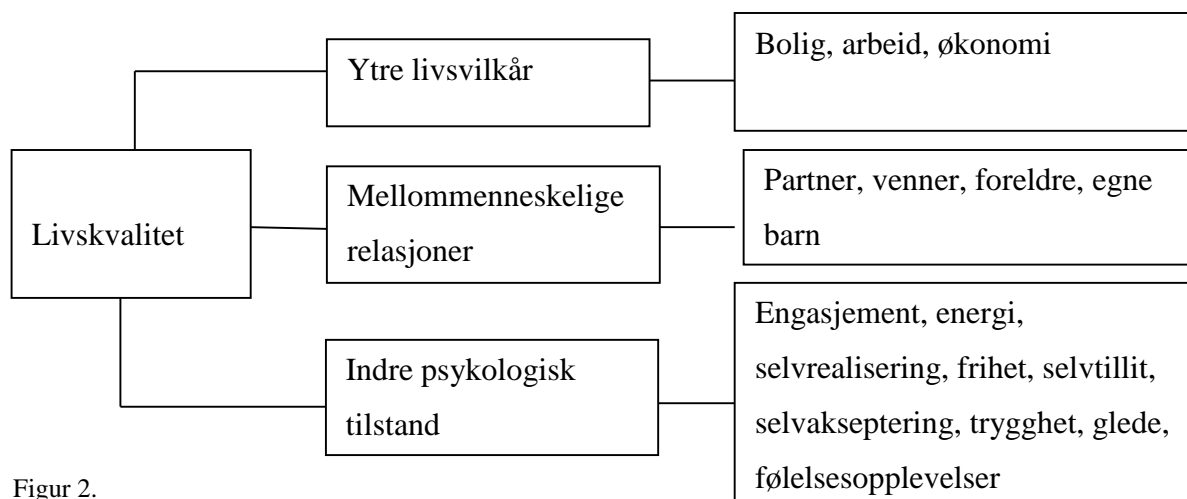 Livskvalitet
Ytre livsvilkår
Bolig, arbeid, økonomi
Mellommenneskelige
relasjoner
Partner, venner, foreldre, egne
barn
Indre psykologisk
tilstand
Engasjement, energi,
selvrealisering, frihet, selvtillit,
selvakseptering, trygghet, glede,
følelsesopplevelser
Figur 2.